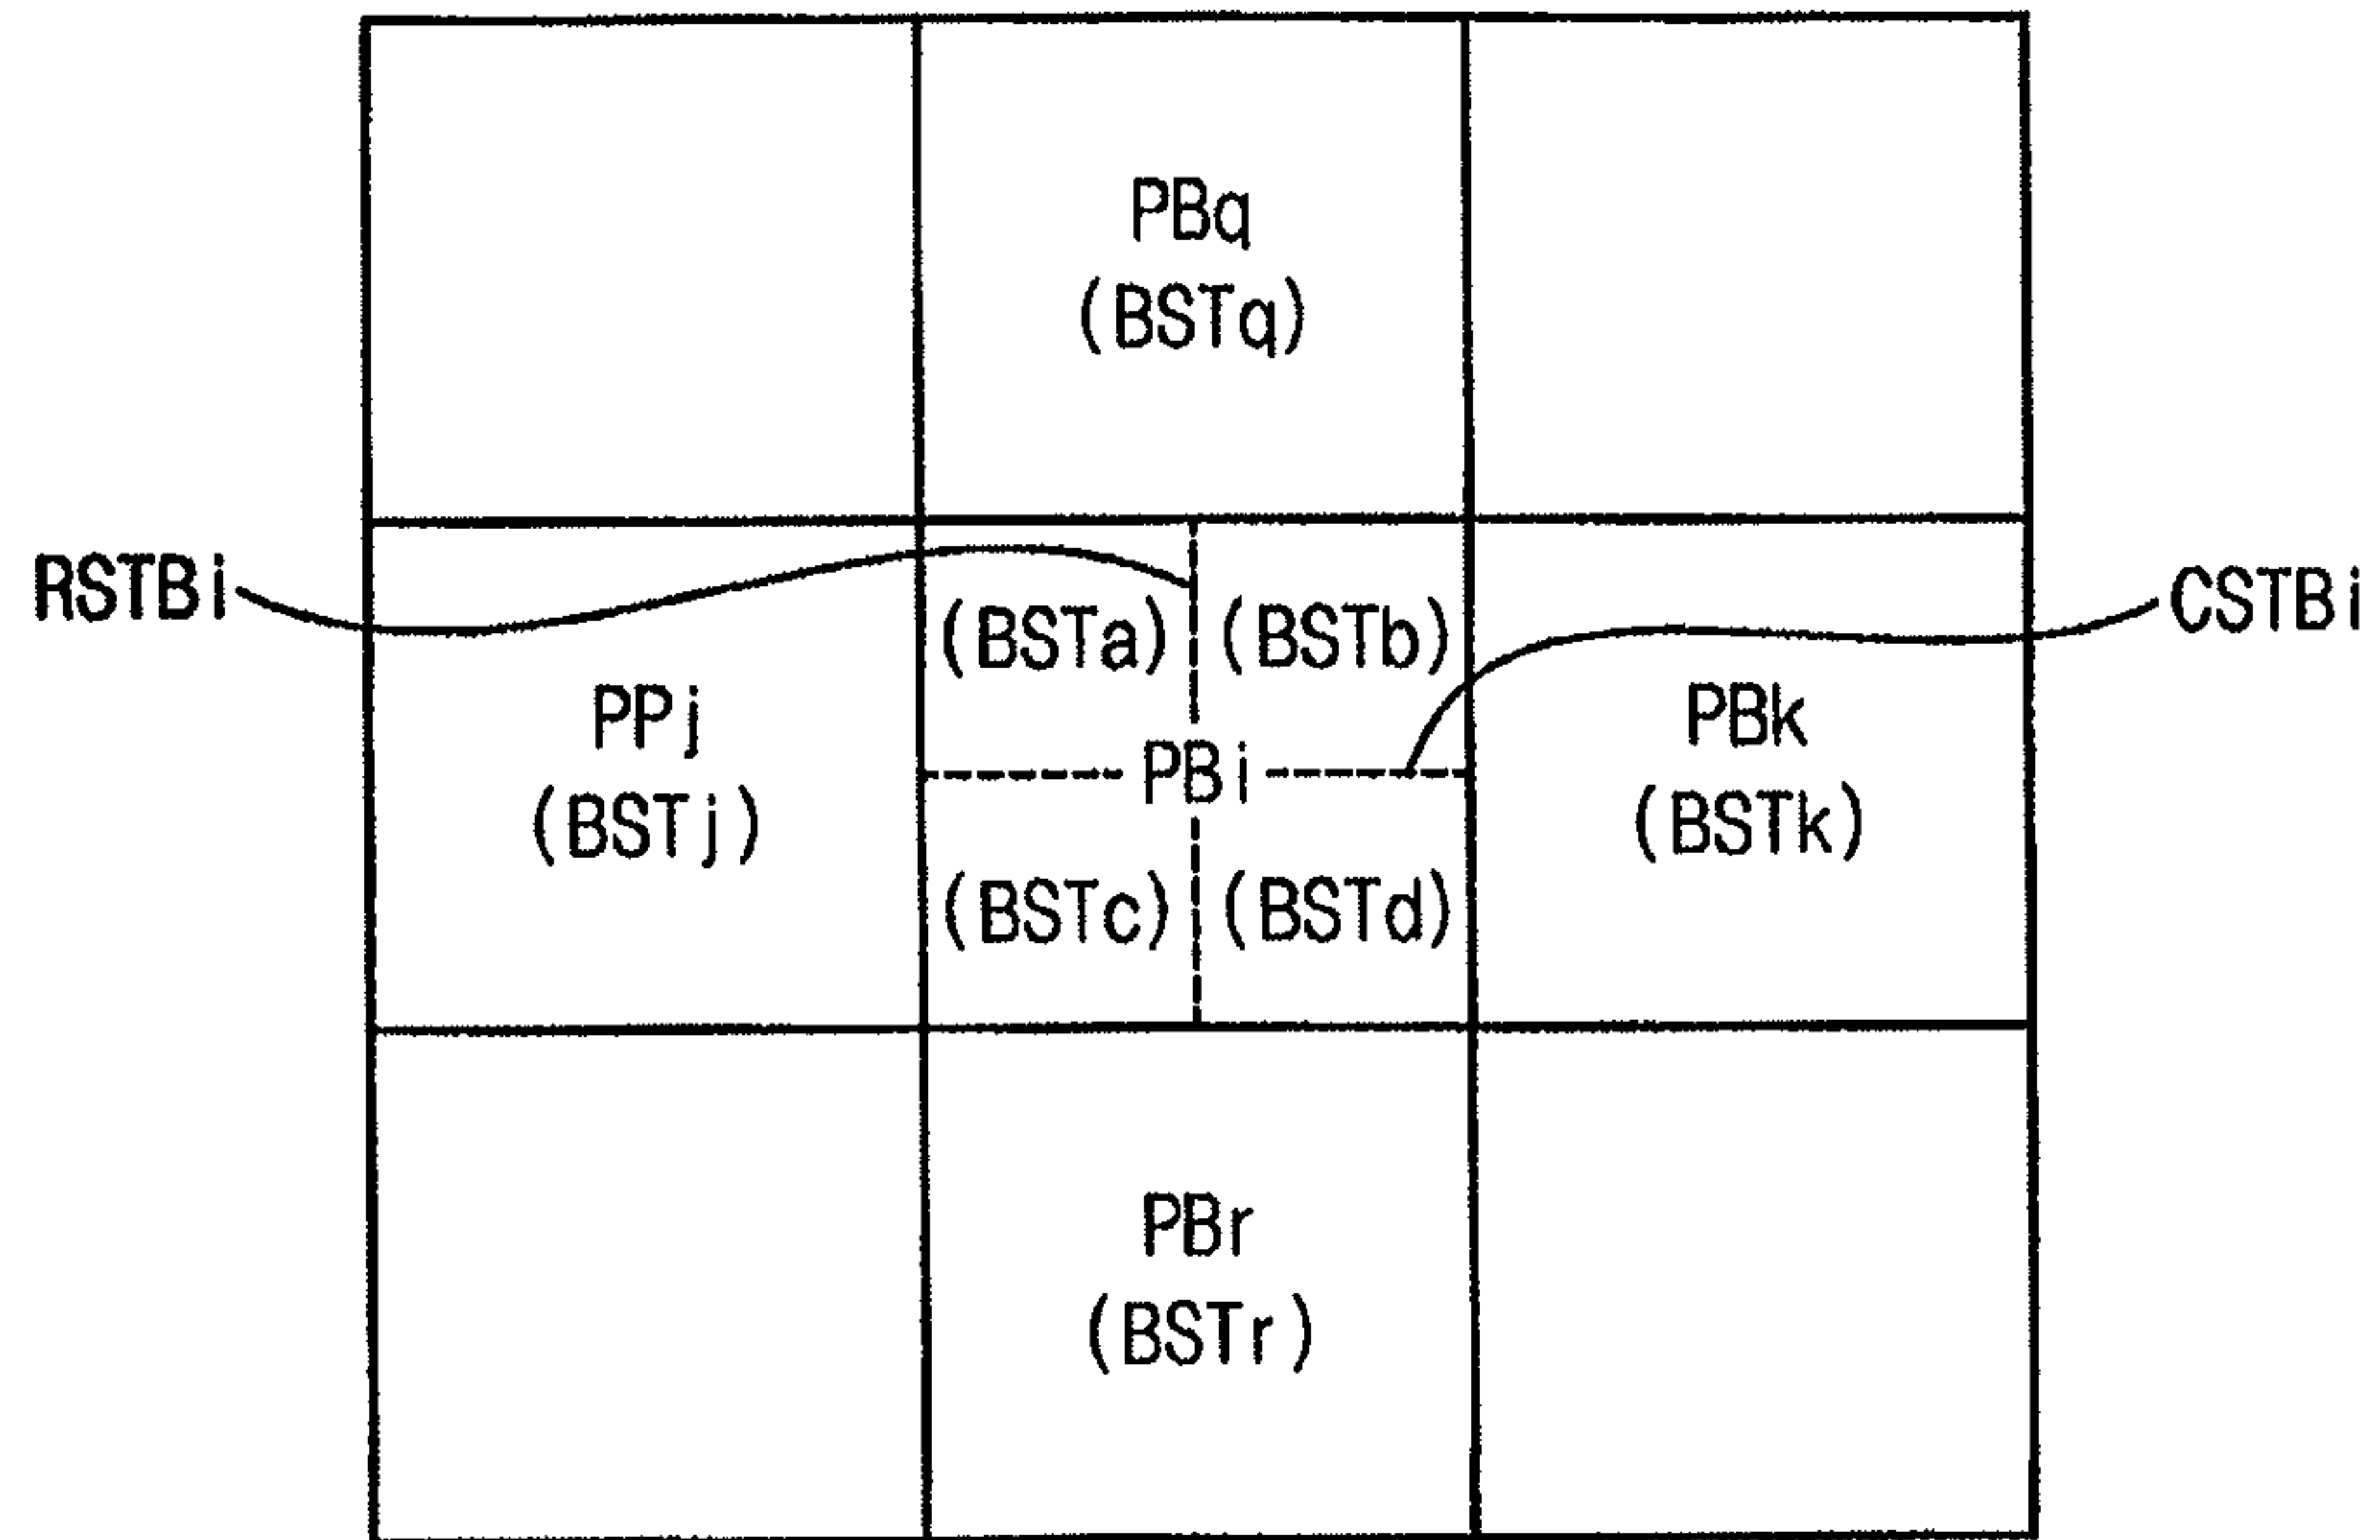 PBq
(BSTq)
RSTBi
CSTBi
(BSTa) (BSTb)
PPj
(BSTj)
PBi
PBk
(BSTk)
(BSTc) (BSTd)
PBr
(BSTr)